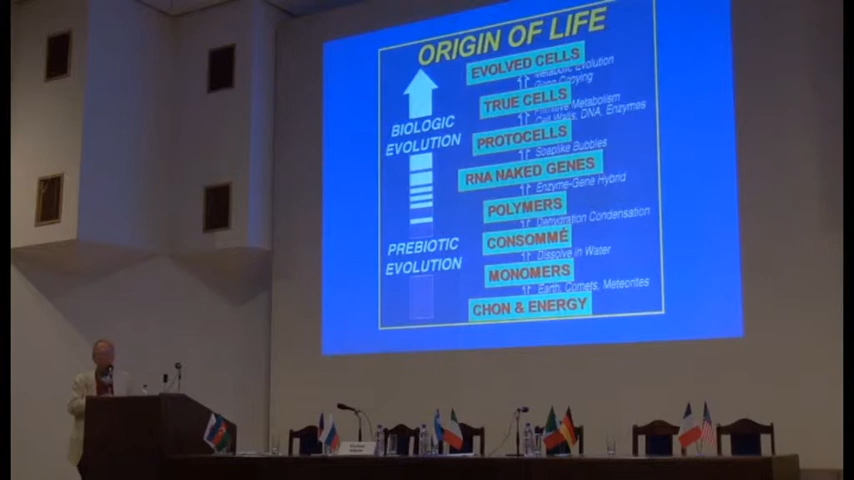 ORIGIN OF LIFE
EVOLVED CELLS
Metabolic Evolution
Gene Copying
TRUE CELLS
Primitive Metabolism
Cell Walls, DNA, Enzymes
BIOLOGIC
EVOLUTION
PROTOCELLS
Soaplike Bubbles
RNA NAKED GENES
Enzyme-Gene Hybrid
POLYMERS
Dehydration Condensation
PREBIOTIC
EVOLUTION
CONSOMMÉ
Dissolve in Water
MONOMERS
Earth, Comets, Meteorites
CHON & ENERGY